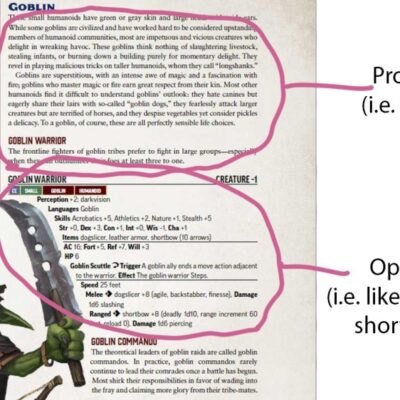 GOBLIN
These small humanoids have green or gray skin and large heads with wide ears.
While some goblins are civilized and have worked hard to be considered upstanding
members of humanoid communities, most are impetuous and vicious creatures who
delight in wreaking havoc. These goblins think nothing of slaughtering livestock,
stealing infants, or burning down a building purely for momentary delight. They
revel in playing malicious tricks on taller humanoids, whom they call “longshanks.”
Goblins are superstitious, with an intense awe of magic and a fascination with
fire; goblins who master magic or fire earn great respect from their kin. Most other
humanoids find it difficult to understand goblins’ outlook: they hate canines but
eagerly share their lairs with so-called “goblin dogs,” they fearlessly attack larger
creatures but are terrified of horses, and they despise vegetables yet consider pickles
a delicacy. To a goblin, of course, these are all perfectly sensible life choices.
GOBLIN WARRIOR
The frontline fighters of goblin tribes prefer to fight in large groups—especially
when they outnumber their foes at least three to one.
GOBLIN WARRIOR CREATURE -1
CE SMALL GOBLIN HUMANOID
Perception +2; darkvision
Languages Goblin
Skills Acrobatics +5, Athletics +2, Nature +1, Stealth +5
Str +0, Dex +3, Con +1, Int +0, Wis -1, Cha +1
Items dogslicer, leather armor, shortbow (10 arrows)
AC 16; Fort +5, Ref +7, Will +3
HP 6
Goblin Scuttle Trigger A goblin ally ends a move action adjacent
to the warrior. Effect The goblin warrior Steps.
Speed 25 feet
Melee dogslicer +8 (agile, backstabber, finesse), Damage
1d6 slashing
Ranged shortbow +8 (deadly 1d10, range increment 60
reload 0) Damage 1d6 piercing
GOBLIN COMMANDO
The theoretical leaders of goblin raids are called goblin
commandos. In practice, goblin commandos rarely
continue to lead their comrades once a battle has begun.
Most shirk their responsibilities in favor of wading into
the fray and claiming more glory from their tribe-mates.
Pro
(i.e.
Op
(i.e. like
shor